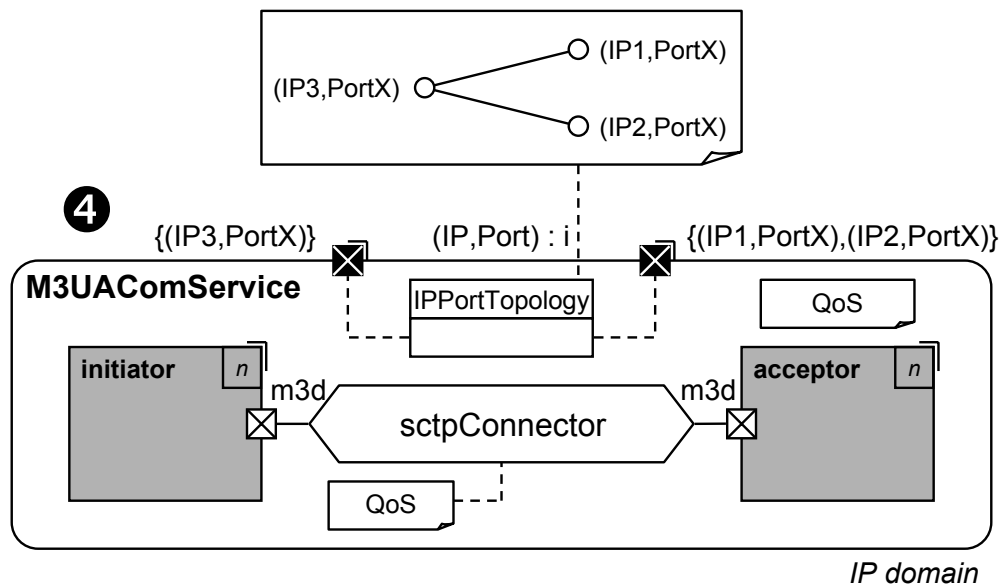 (IP1,PortX)
(IP3,PortX)
(IP2,PortX)
4
{(IP3,PortX)}
(IP,Port) : i
{(IP1,PortX),(IP2,PortX)}
M3UAComService
IPPortTopology
QoS
initiator
n
acceptor
n
m3d
m3d
sctpConnector
QoS
IP domain